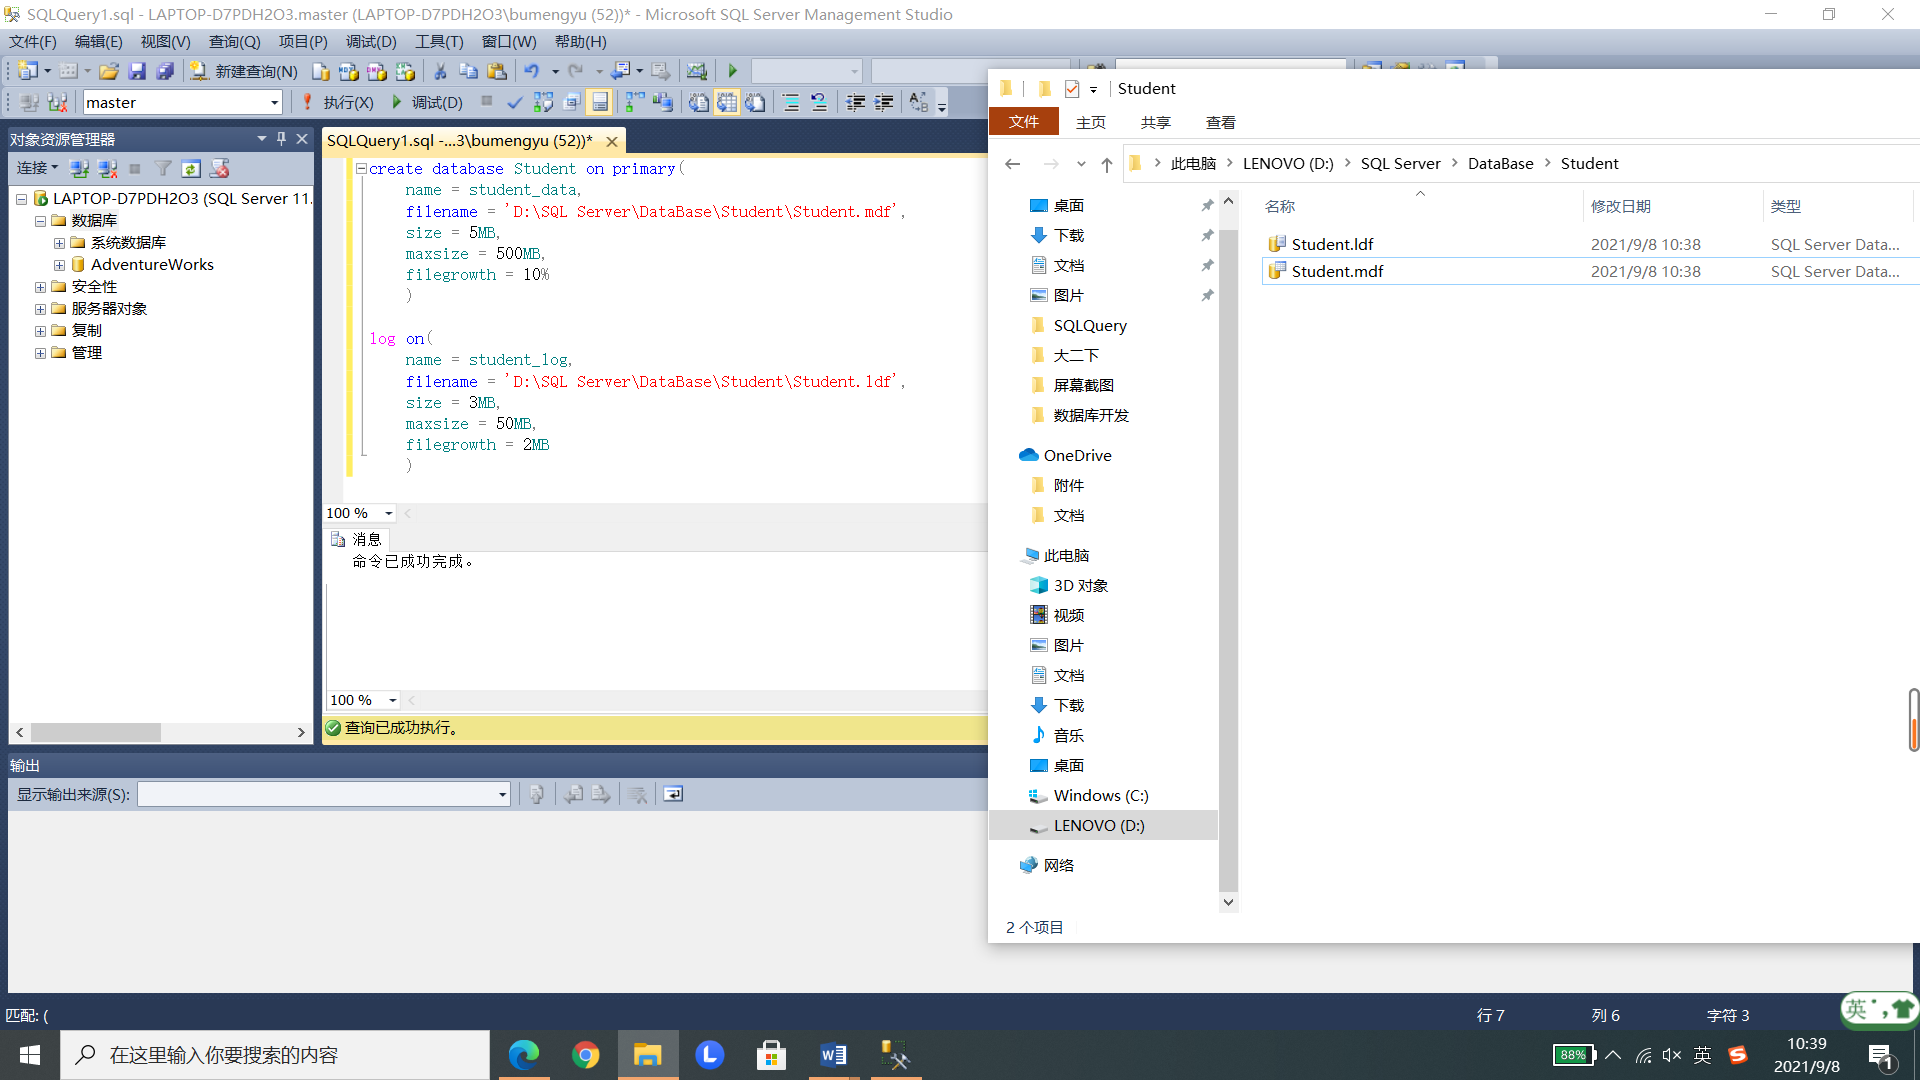 SQLQuery1.sql - LAPTOP-D7PDH2O3.master (LAPTOP-D7PDH2O3\bumengyu (52))* - Microsoft SQL Server Management Studio
文件(F) 编辑(E) 视图(V) 查询(Q) 项目(P) 调试(D) 工具(T) 窗口(W) 帮助(H)
新建查询(N)
master 执行(X) 调试(D)
对象资源管理器
连接
LAPTOP-D7PDH2O3 (SQL Server 11.
数据库
系统数据库
AdventureWorks
安全性
服务器对象
复制
管理
SQLQuery1.sql -...3\bumengyu (52))*
create database Student on primary(
name = student_data,
filename = 'D:\SQL Server\DataBase\Student\Student.mdf',
size = 5MB,
maxsize = 500MB,
filegrowth = 10%
)
log on(
name = student_log,
filename = 'D:\SQL Server\DataBase\Student\Student.ldf',
size = 3MB,
maxsize = 50MB,
filegrowth = 2MB
)
100 %
消息
命令已成功完成。
100 %
查询已成功执行。
输出
显示输出来源(S):
Student
文件 主页 共享 查看
此电脑 LENOVO (D:) SQL Server DataBase Student
桌面
下载
文档
图片
SQLQuery
大二下
屏幕截图
数据库开发
OneDrive
附件
文档
此电脑
3D 对象
视频
图片
文档
下载
音乐
桌面
Windows (C:)
LENOVO (D:)
网络
名称 修改日期 类型
Student.ldf 2021/9/8 10:38 SQL Server Data...
Student.mdf 2021/9/8 10:38 SQL Server Data...
2 个项目
匹配: ( 行 7 列 6 字符 3
英
在这里输入你要搜索的内容
88% 英
10:39
2021/9/8
1